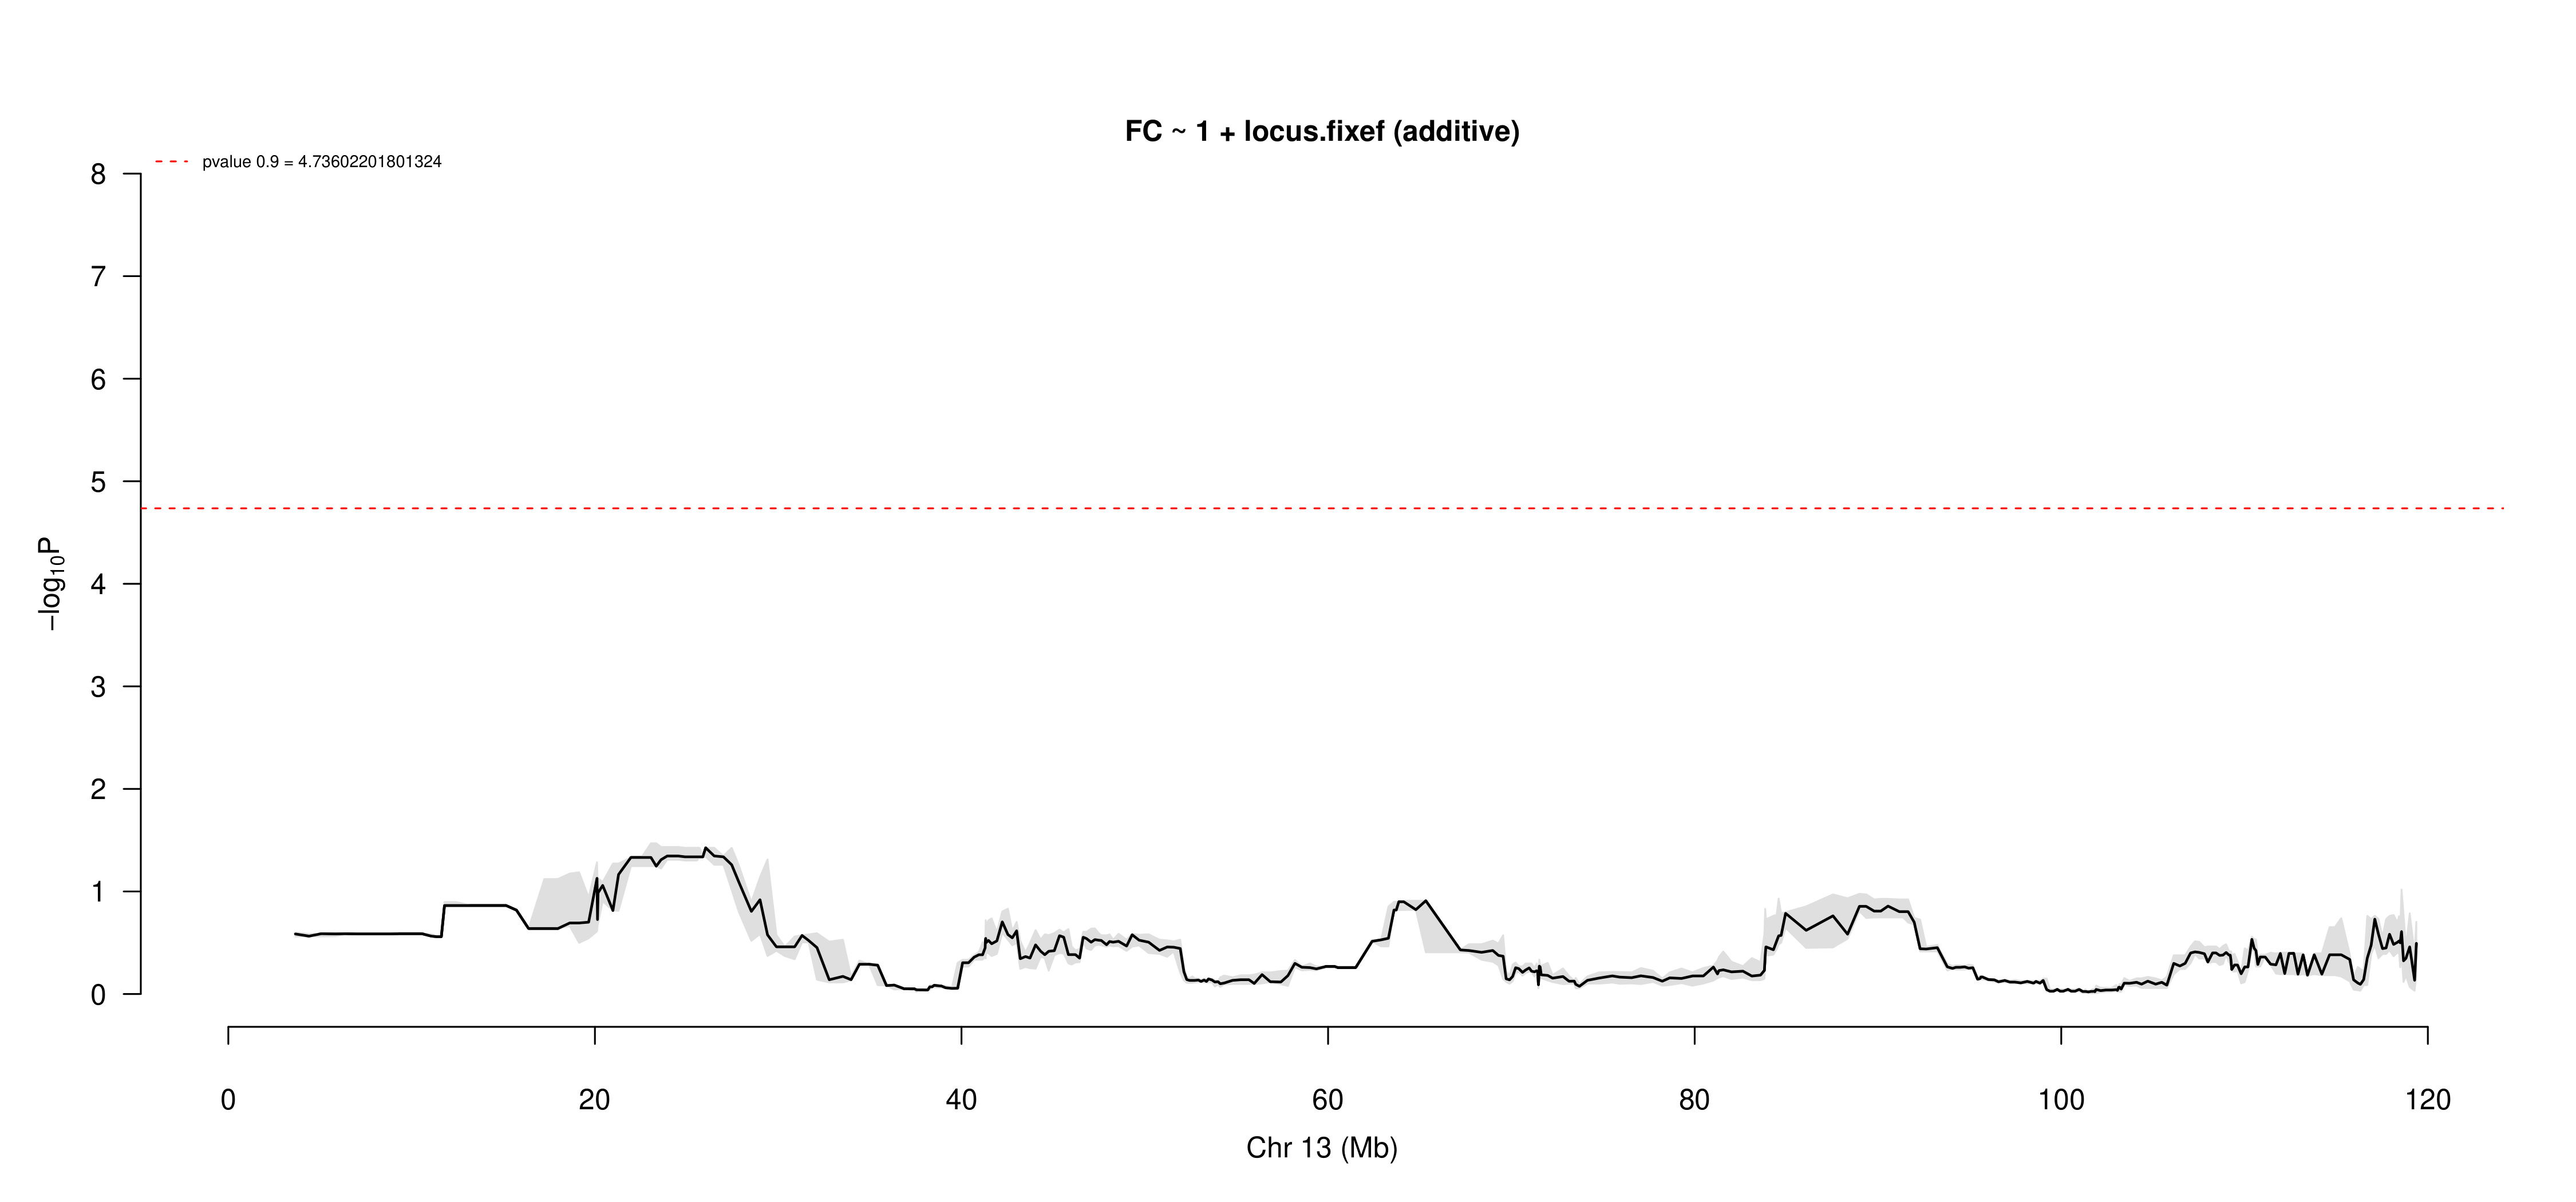 FC ~ 1 + locus.fixef (additive)
pvalue 0.9 = 4.73602201801324
8
7
6
5
4
3
2
1
0
−log10P
0 20 40 60 80 100 120
Chr 13 (Mb)